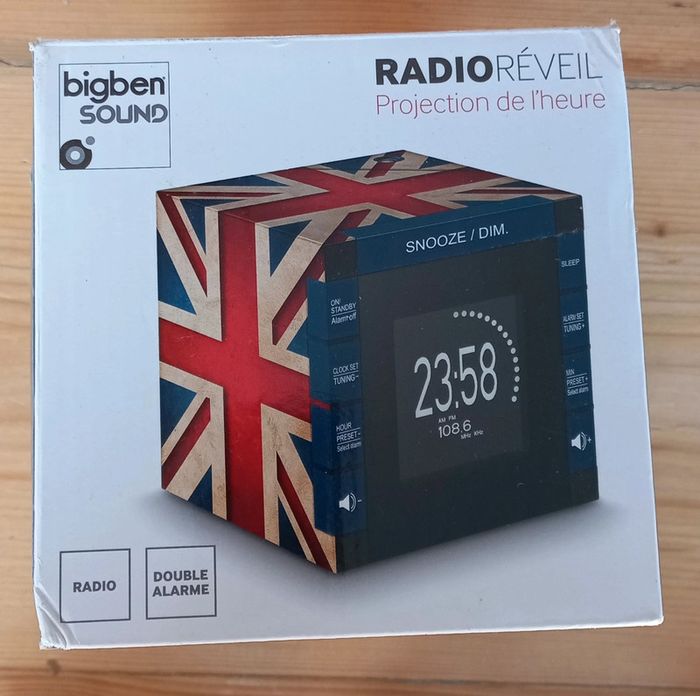 bigben
SOUND
RADIORÉVEIL
Projection de l'heure
SNOOZE / DIM.
ON/
STANDBY
Alarm-off
CLOCK SET
TUNING-
HOUR
PRESET-
Select alarm
-
SLEEP
ALARM SET
TUNING+
MIN
PRESET+
Select alarm
+
23:58
AM PM
108.6
MHz KHz
RADIO
DOUBLE
ALARME